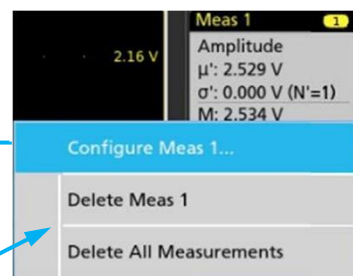 Meas 1 1
2.16 V
Amplitude
μ': 2.529 V
σ': 0.000 V (N'=1)
M: 2.534 V
Configure Meas 1...
Delete Meas 1
Delete All Measurements